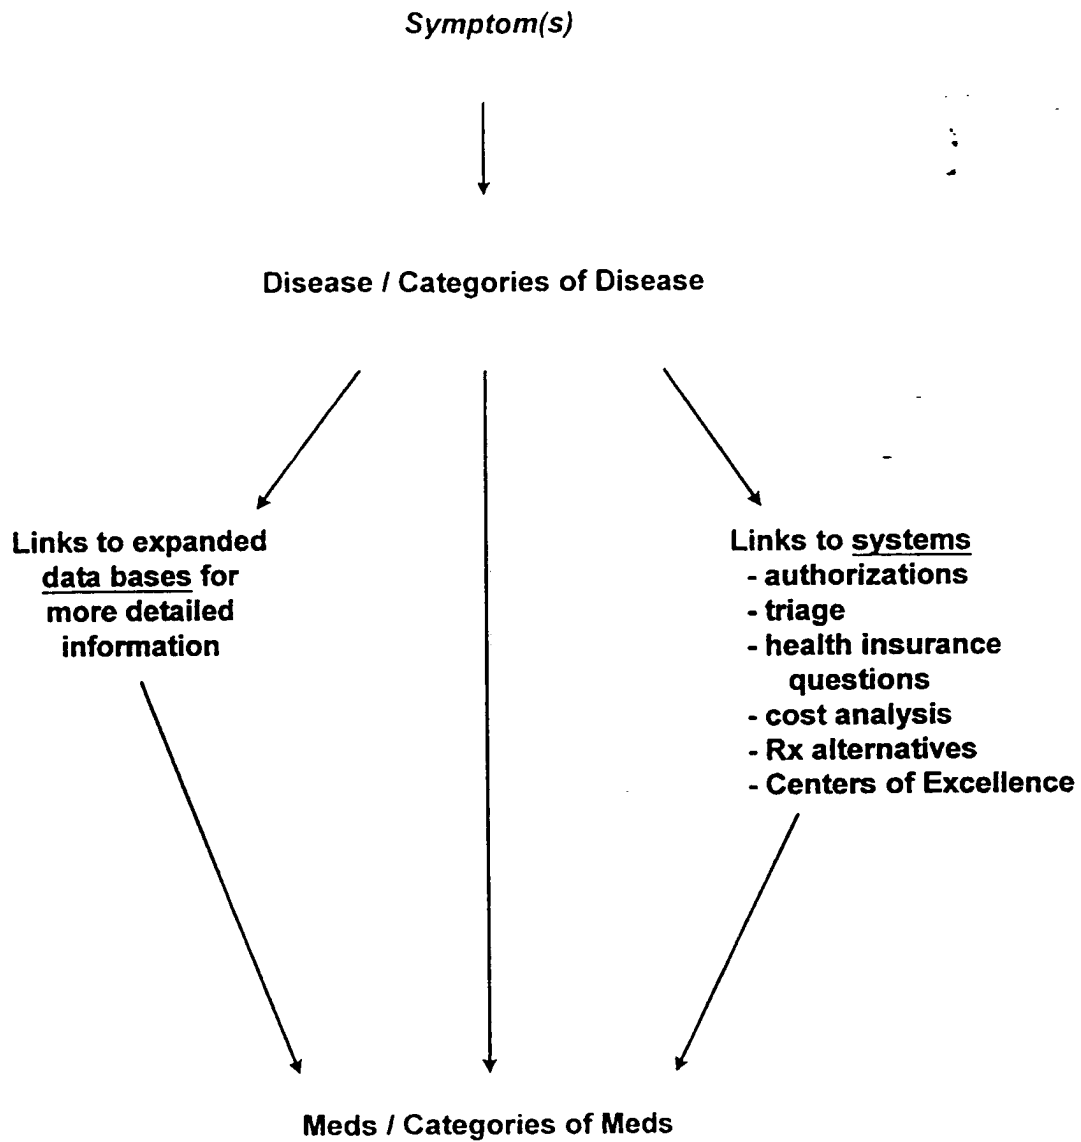 Symptom(s)
Disease / Categories of Disease
Links to expanded
data bases for
more detailed
information
Links to systems
- authorizations
- triage
- health insurance
questions
- cost analysis
- Rx alternatives
- Centers of Excellence
Meds / Categories of Meds